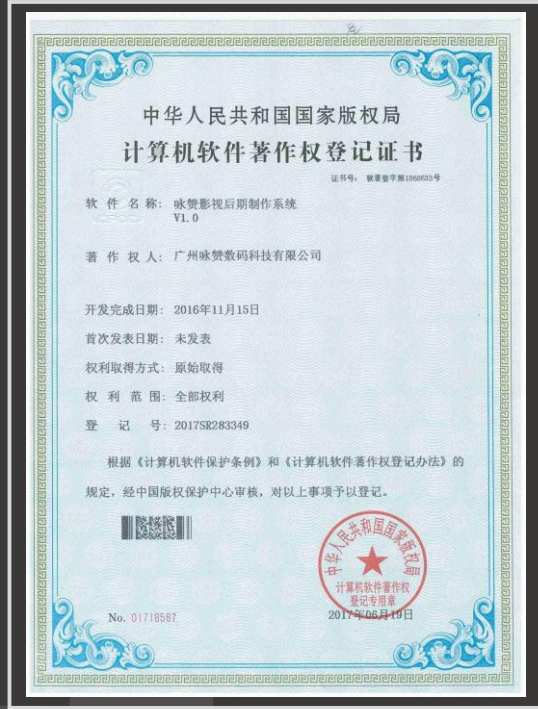 中华人民共和国国家版权局
计算机软件著作权登记证书
证书号： 软著登字第1868633号
软件名称： 咏赞影视后期制作系统
V1.0
著作权人： 广州咏赞数码科技有限公司
开发完成日期： 2016年11月15日
首次发表日期： 未发表
权利取得方式： 原始取得
权利范围： 全部权利
登记号： 2017SR283349
根据《计算机软件保护条例》和《计算机软件著作权登记办法》的
规定，经中国版权保护中心审核，对以上事项予以登记。
中华人民共和国国家版权局
计算机软件著作权
登记专用章
No. 01718587
2017年06月19日